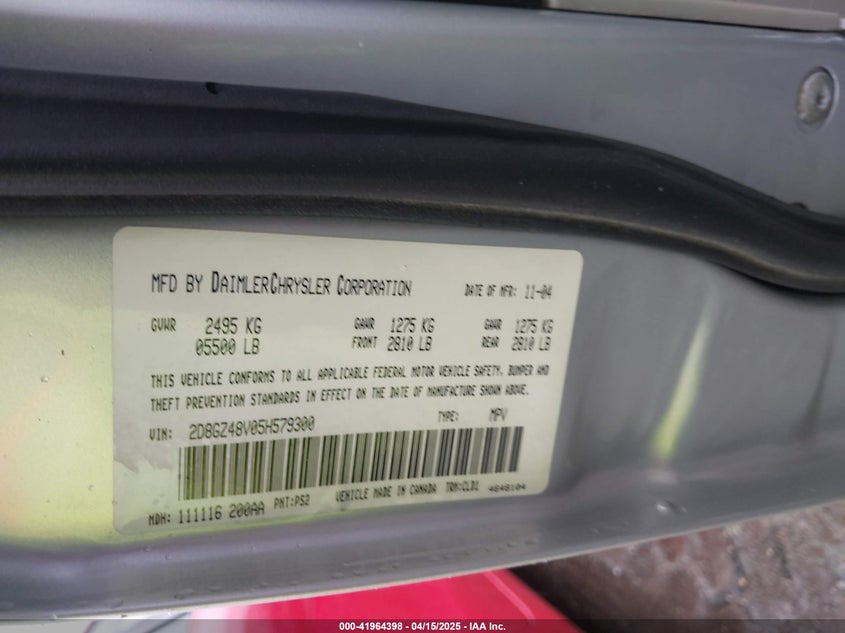 MFD BY DAIMLERCHRYSLER CORPORATION DATE OF MFR: 11-04
GVWR 2495 KG GAWR 1275 KG GAWR 1275 KG
05500 LB FRONT 2810 LB REAR 2810 LB
THIS VEHICLE CONFORMS TO ALL APPLICABLE FEDERAL MOTOR VEHICLE SAFETY, BUMPER AND
THEFT PREVENTION STANDARDS IN EFFECT ON THE DATE OF MANUFACTURE SHOWN ABOVE.
VIN: 2D8GZ48V05H579300 TYPE: MPV
MDH: 111116 200AA PNT:PS2 VEHICLE MADE IN CANADA TRM:CLD1 4648104
000-41964398 - 04/15/2025 - IAA Inc.